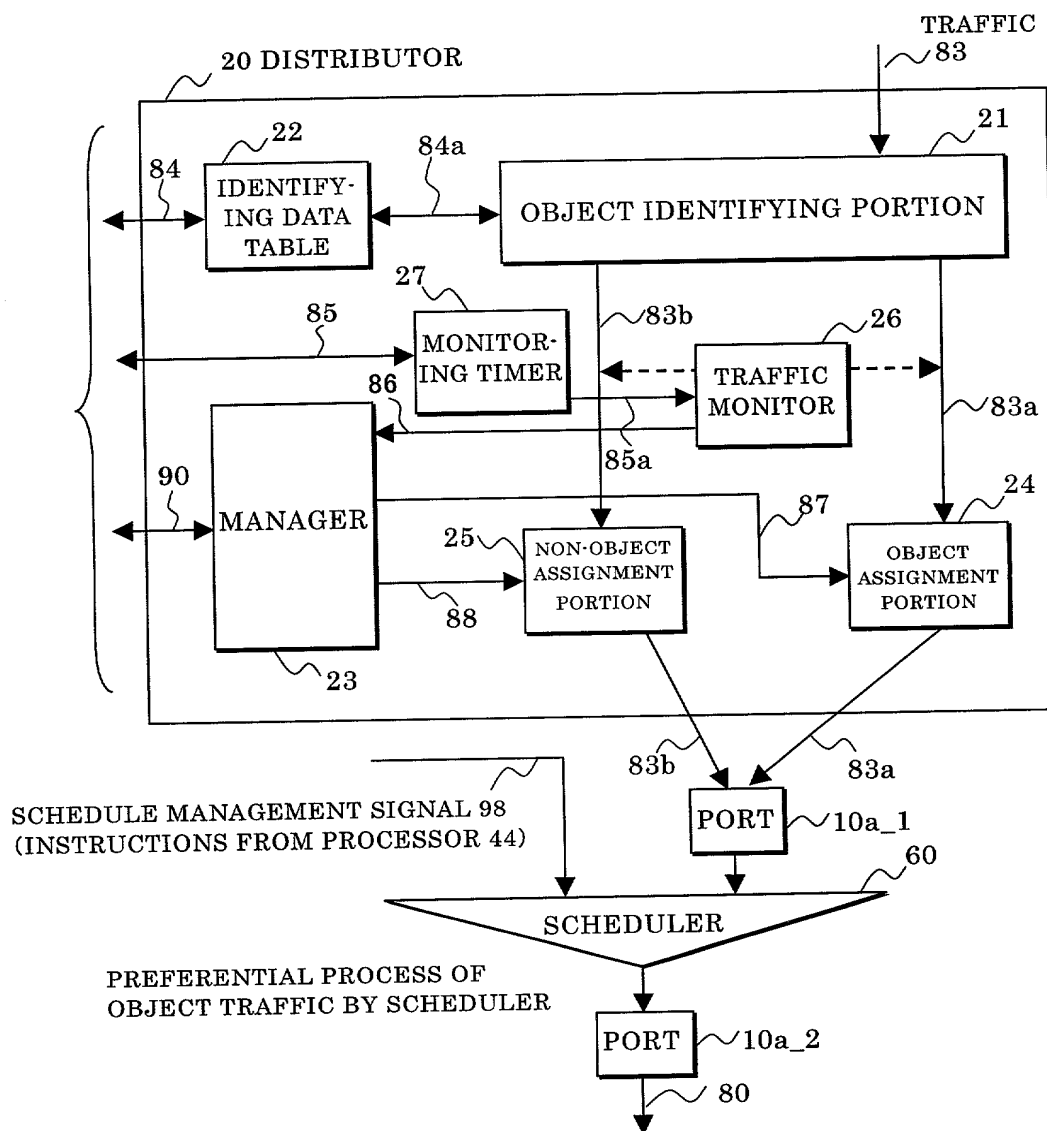 TRAFFIC
83
20 DISTRIBUTOR
22
84a
21
84
IDENTIFY-
ING DATA
TABLE
OBJECT IDENTIFYING PORTION
27
83b
26
85
MONITOR-
ING TIMER
TRAFFIC
MONITOR
86
85a
83a
90
MANAGER
87
24
25
NON-OBJECT
ASSIGNMENT
PORTION
OBJECT
ASSIGNMENT
PORTION
88
23
83b
83a
SCHEDULE MANAGEMENT SIGNAL 98
(INSTRUCTIONS FROM PROCESSOR 44)
PORT
10a_1
60
SCHEDULER
PREFERENTIAL PROCESS OF
OBJECT TRAFFIC BY SCHEDULER
PORT
10a_2
80